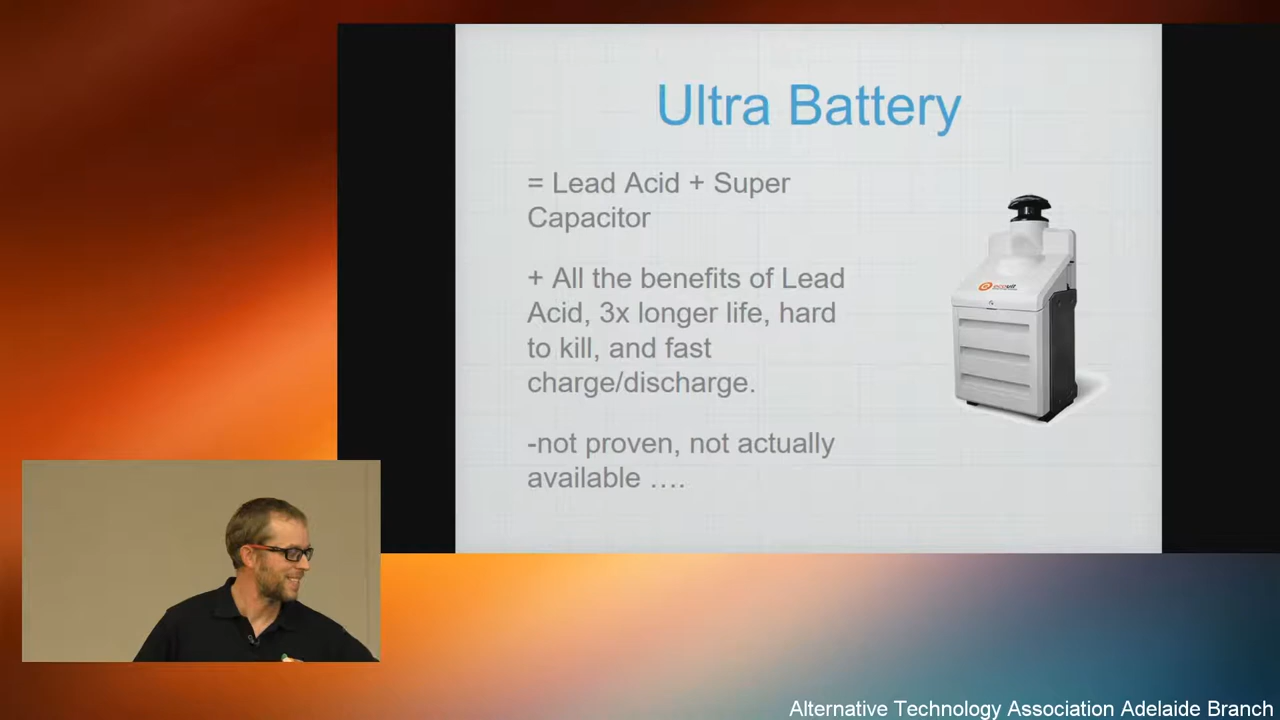 Ultra Battery
= Lead Acid + Super
Capacitor
+ All the benefits of Lead
Acid, 3x longer life, hard
to kill, and fast
charge/discharge.
-not proven, not actually
available ....
ecoult
Alternative Technology Association Adelaide Branch